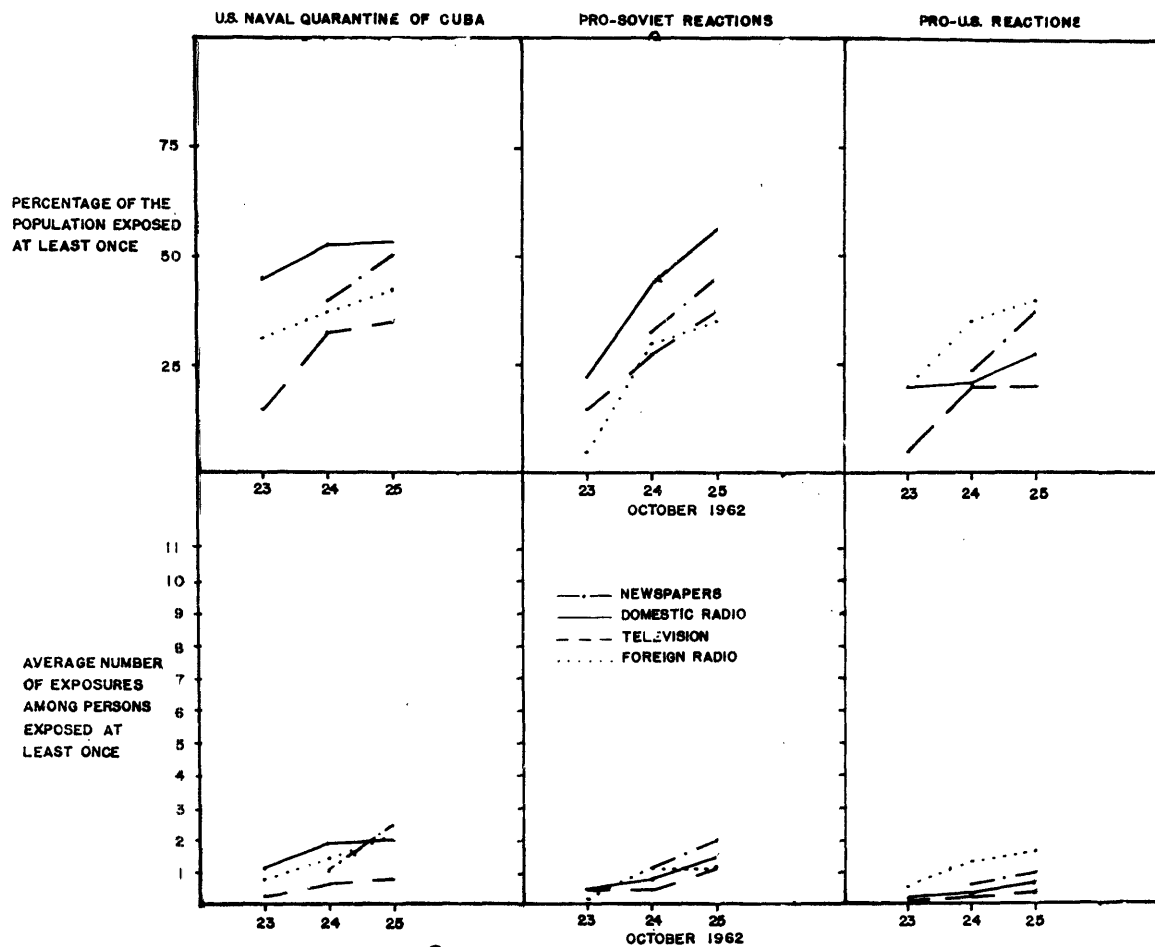 U.S. NAVAL QUARANTINE OF CUBA
PRO-SOVIET REACTIONS
PRO-U.S. REACTIONS
75
PERCENTAGE OF THE
POPULATION EXPOSED
AT LEAST ONCE
50
25
23 24 25
23 24 25
23 24 25
OCTOBER 1962
11
10
9
8
7
6
5
4
3
2
1
AVERAGE NUMBER
OF EXPOSURES
AMONG PERSONS
EXPOSED AT
LEAST ONCE
NEWSPAPERS
DOMESTIC RADIO
TELEVISION
FOREIGN RADIO
23 24 25
23 24 25
23 24 25
OCTOBER 1962